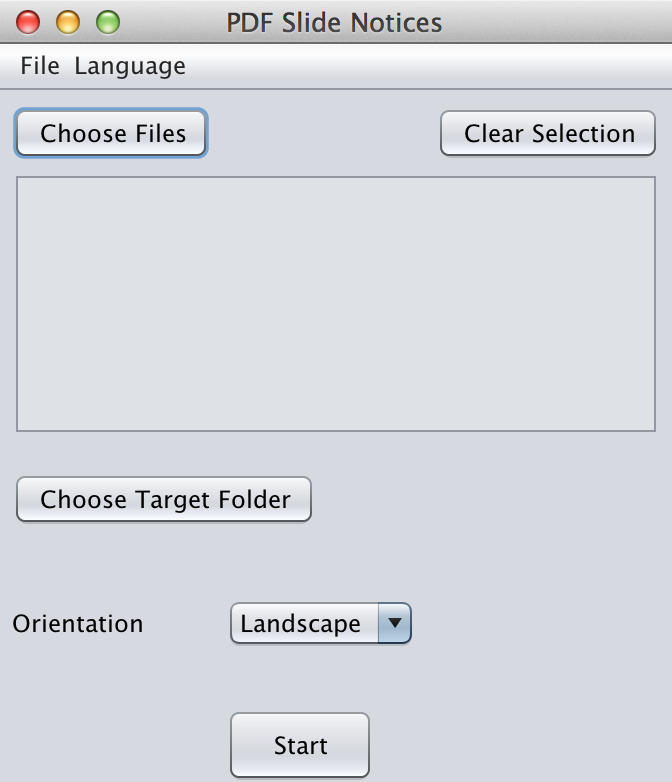 PDF Slide Notices
File Language
Choose Files Clear Selection
Choose Target Folder
Orientation Landscape
Start